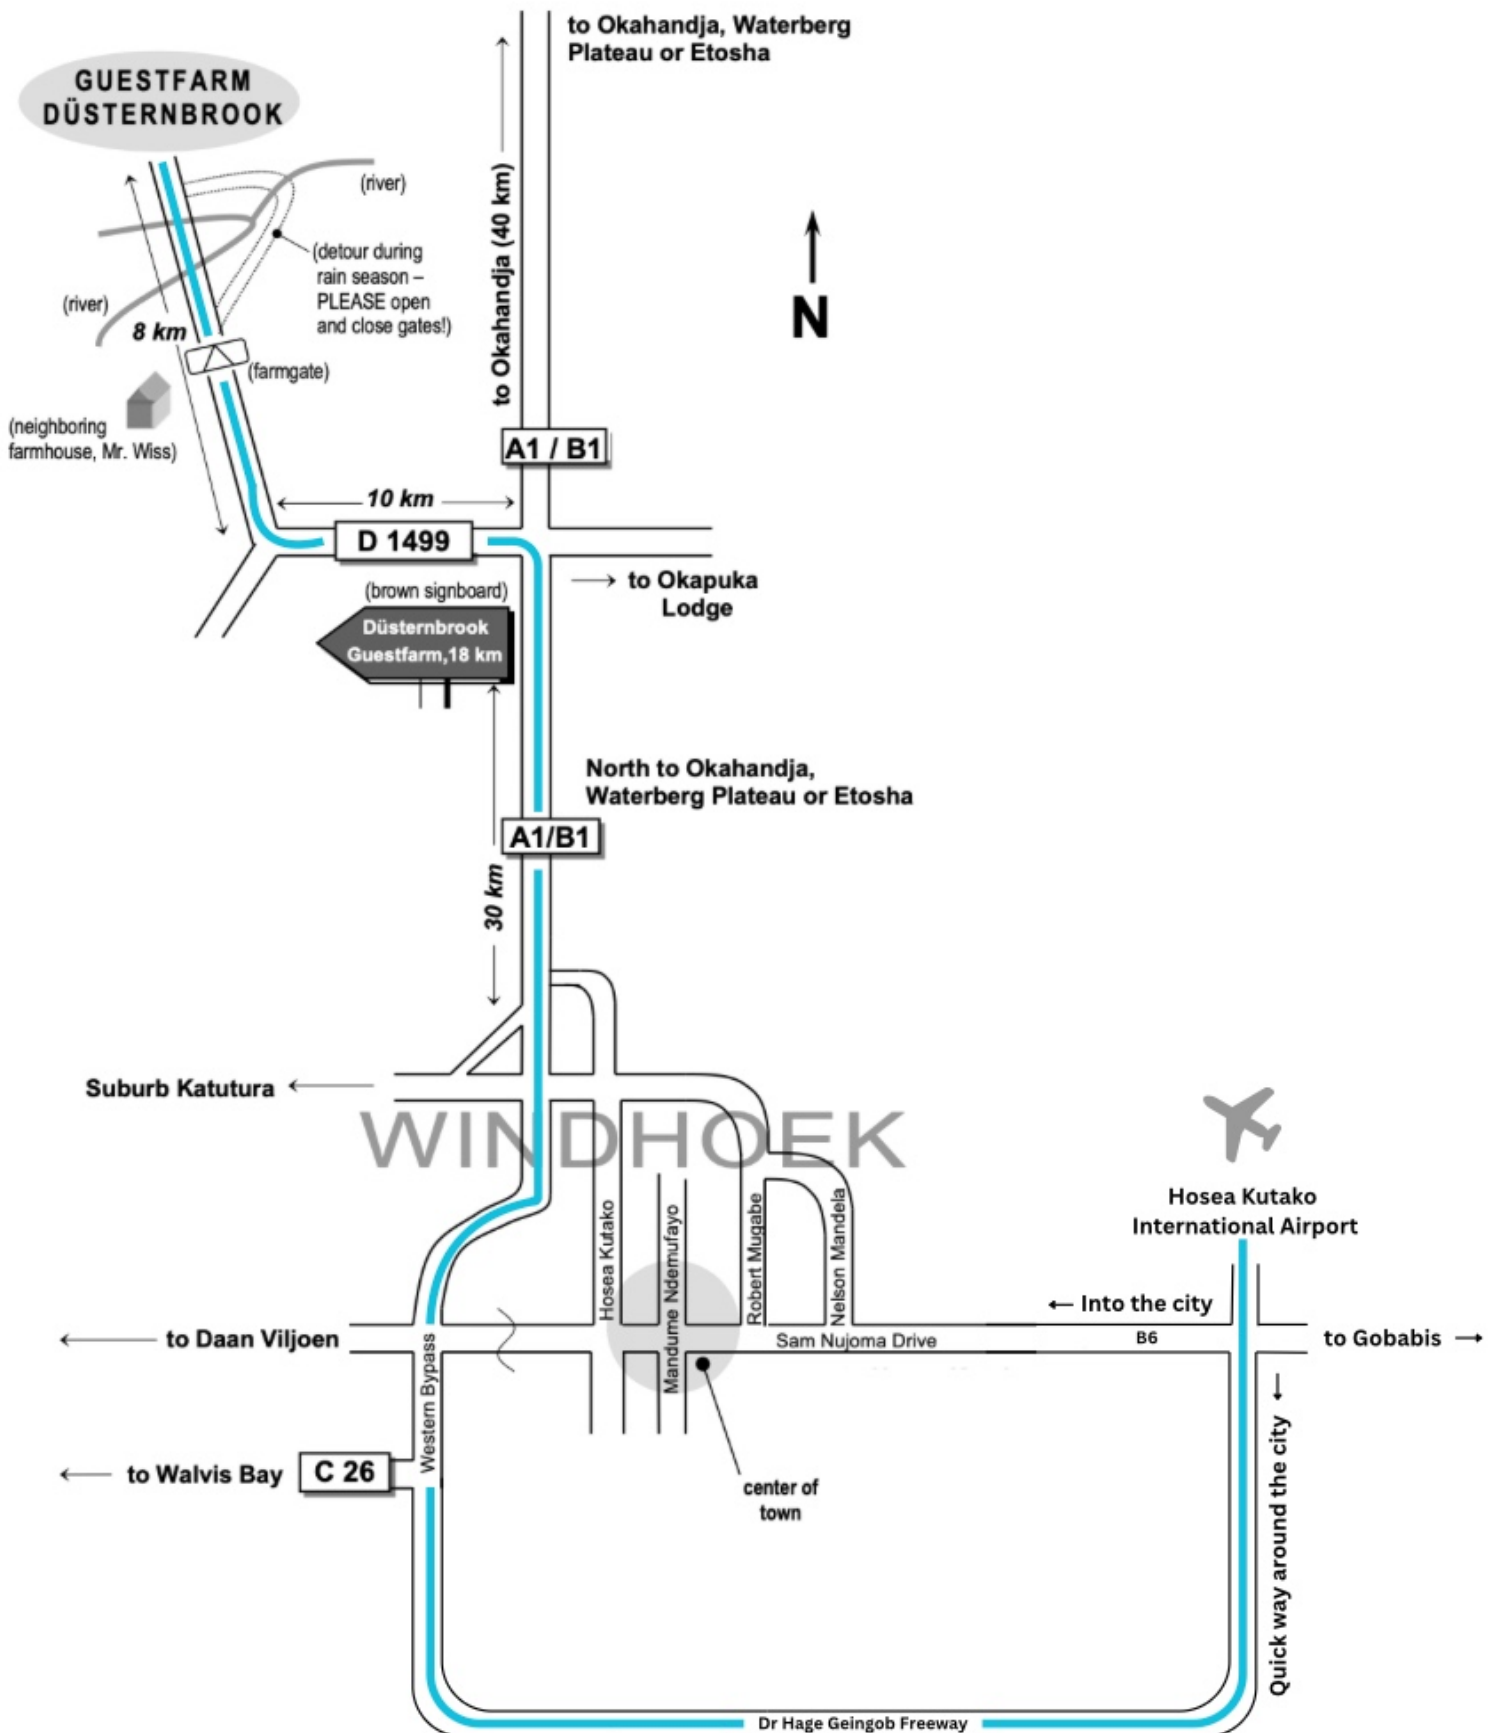 to Okahandja, Waterberg
Plateau or Etosha
GUESTFARM
DÜSTERNBROOK
(river)
to Okahandja (40 km)
(detour during
rain season –
PLEASE open
and close gates!)
N
(river)
8 km
(farmgate)
(neighboring
farmhouse, Mr. Wiss)
A1 / B1
10 km
D 1499
to Okapuka
Lodge
(brown signboard)
Düsternbrook
Guestfarm,18 km
North to Okahandja,
Waterberg Plateau or Etosha
A1/B1
30 km
Suburb Katutura
WINDHOEK
Hosea Kutako
International Airport
Hosea Kutako
Mandume Ndemufayo
Robert Mugabe
Nelson Mandela
Into the city
to Daan Viljoen
Sam Nujoma Drive
B6
to Gobabis
Western Bypass
to Walvis Bay
C 26
center of
town
Quick way around the city
Dr Hage Geingob Freeway